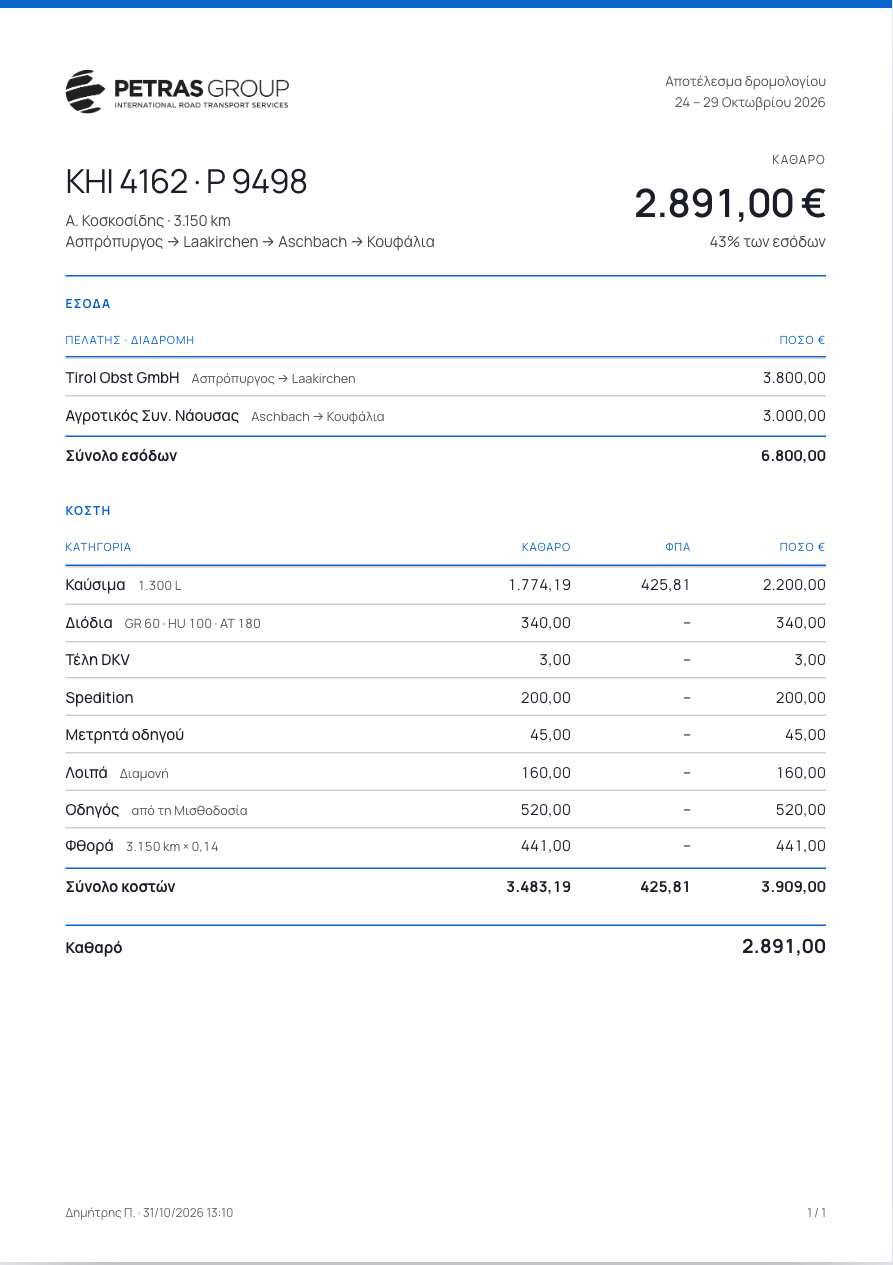 PETRAS GROUP
INTERNATIONAL ROAD TRANSPORT SERVICES
Αποτέλεσμα δρομολογίου
24 – 29 Οκτωβρίου 2026
KHI 4162 · P 9498
Α. Κοσκοσίδης · 3.150 km
Ασπρόπυργος → Laakirchen → Aschbach → Κουφάλια
ΚΑΘΑΡΟ
2.891,00 €
43% των εσόδων
ΕΣΟΔΑ
ΠΕΛΑΤΗΣ · ΔΙΑΔΡΟΜΗ ΠΟΣΟ €
Tirol Obst GmbH Ασπρόπυργος → Laakirchen 3.800,00
Αγροτικός Συν. Νάουσας Aschbach → Κουφάλια 3.000,00
Σύνολο εσόδων 6.800,00
ΚΟΣΤΗ
ΚΑΤΗΓΟΡΙΑ ΚΑΘΑΡΟ ΦΠΑ ΠΟΣΟ €
Καύσιμα 1.300 L 1.774,19 425,81 2.200,00
Διόδια GR 60 · HU 100 · AT 180 340,00 – 340,00
Τέλη DKV 3,00 – 3,00
Spedition 200,00 – 200,00
Μετρητά οδηγού 45,00 – 45,00
Λοιπά Διαμονή 160,00 – 160,00
Οδηγός από τη Μισθοδοσία 520,00 – 520,00
Φθορά 3.150 km × 0,14 441,00 – 441,00
Σύνολο κοστών 3.483,19 425,81 3.909,00
Καθαρό 2.891,00
Δημήτρης Π. · 31/10/2026 13:10 1 / 1